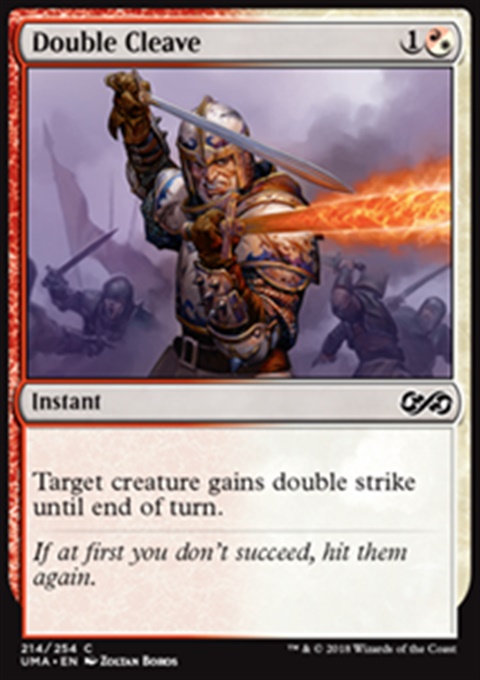 Double Cleave 1
Instant
Target creature gains double strike
until end of turn.
If at first you don't succeed, hit them
again.
214/254 C
UMA • EN Zoltan Boros
™ & © 2018 Wizards of the Coast